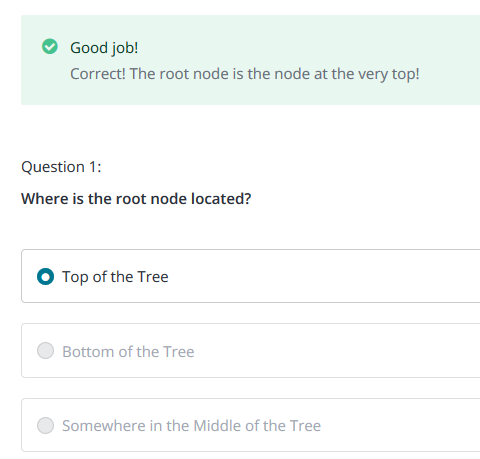 Good job!
Correct! The root node is the node at the very top!
Question 1:
Where is the root node located?
Top of the Tree
Bottom of the Tree
Somewhere in the Middle of the Tree